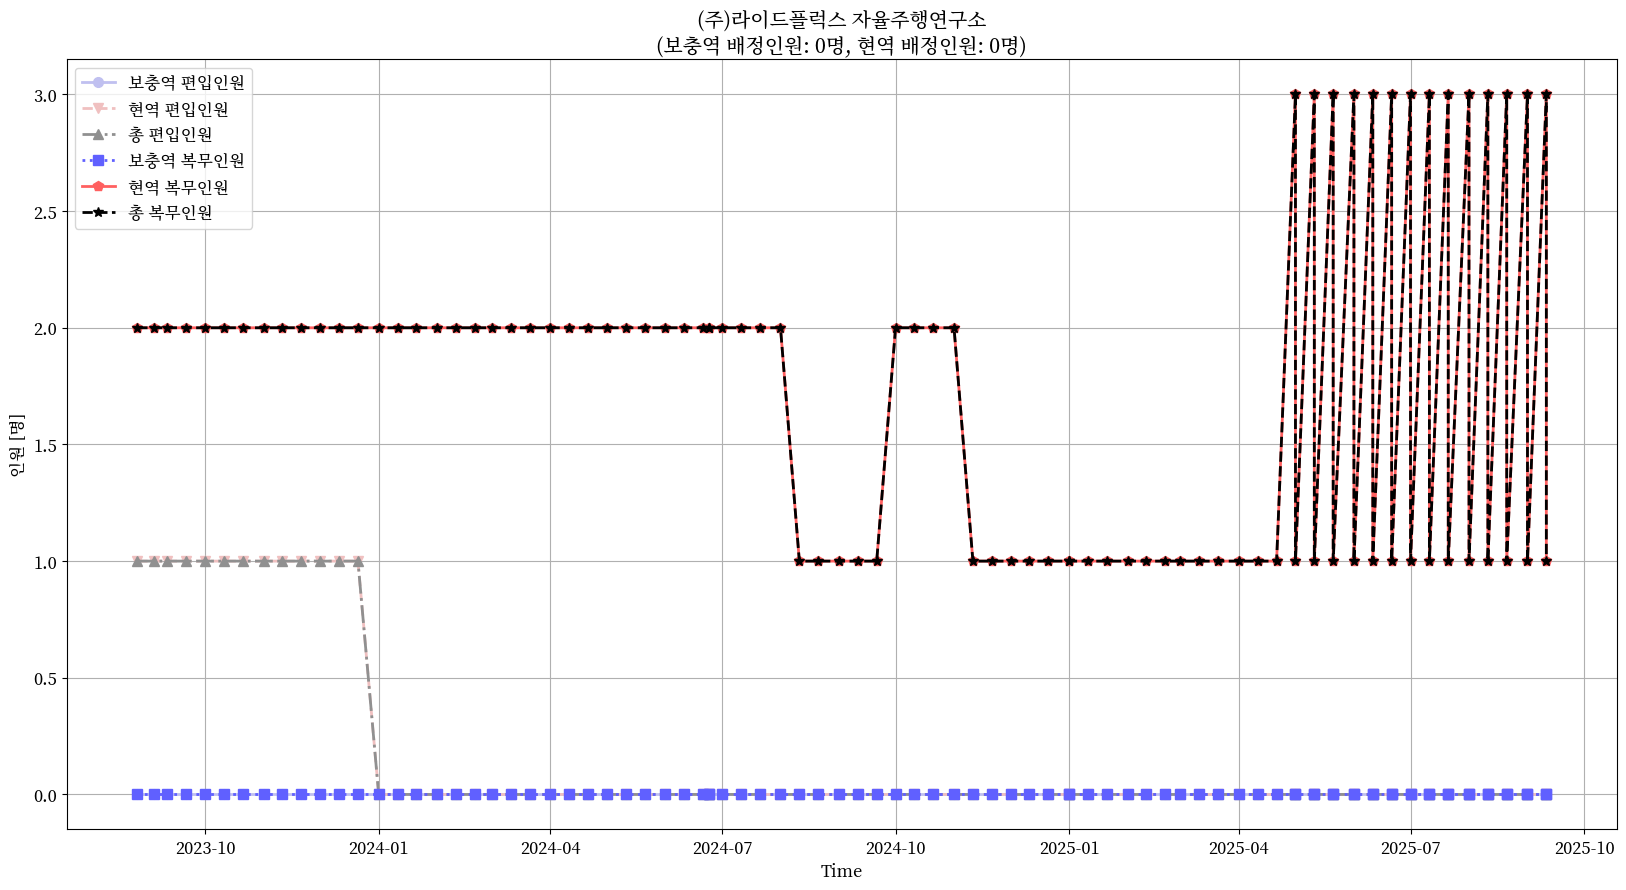 (주)라이드플럭스 자율주행연구소
(보충역 배정인원: 0명, 현역 배정인원: 0명)
보충역 편입인원
현역 편입인원
총 편입인원
보충역 복무인원
현역 복무인원
총 복무인원
인원 [명]
3.0
2.5
2.0
1.5
1.0
0.5
0.0
2023-10
2024-01
2024-04
2024-07
2024-10
2025-01
2025-04
2025-07
2025-10
Time